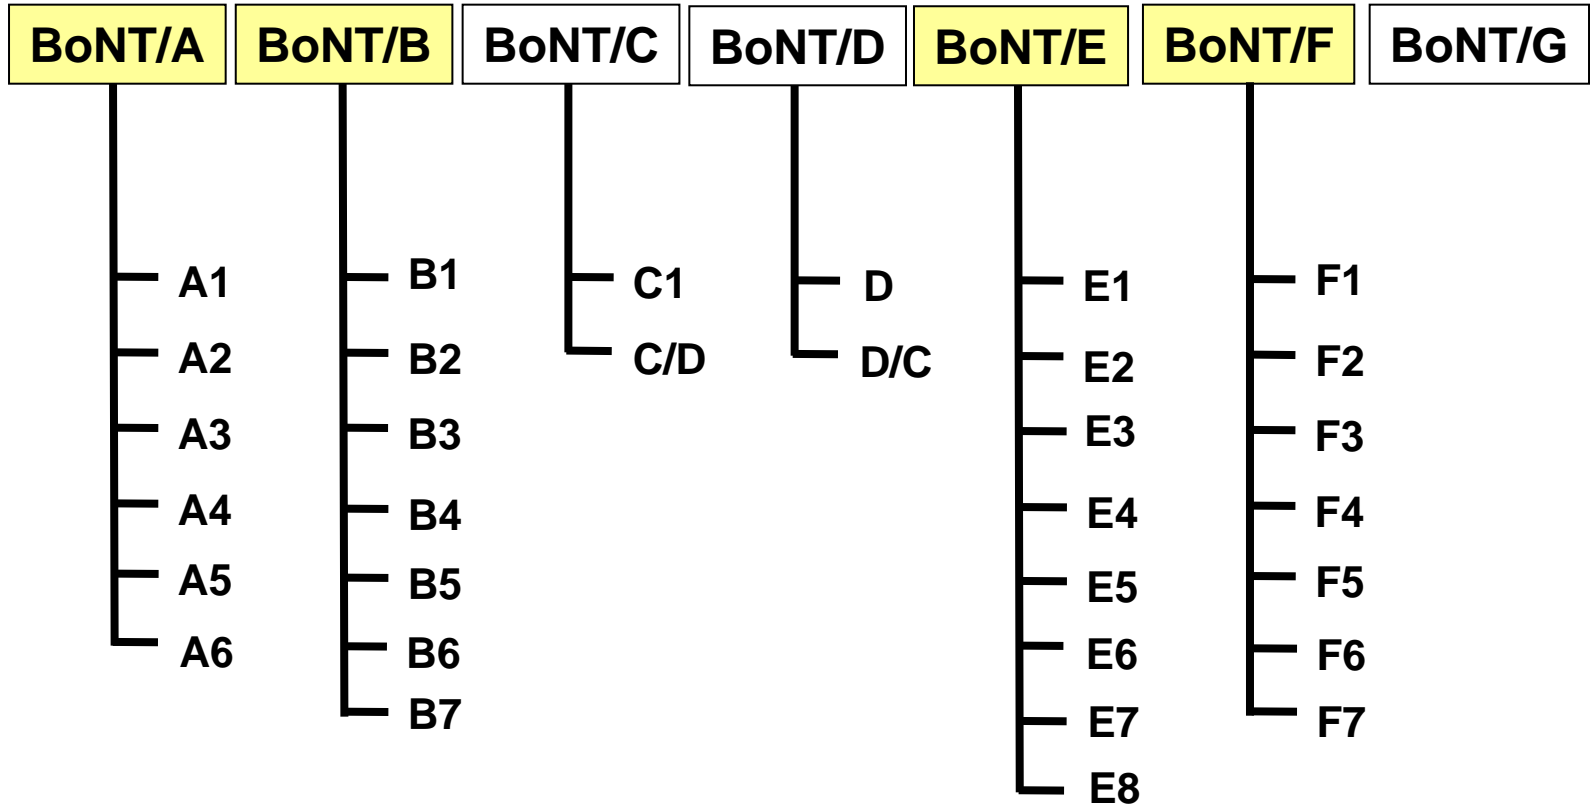 BoNT/A BoNT/B BoNT/C BoNT/D BoNT/E BoNT/F BoNT/G
A1 B1 C1 D E1 F1
A2 B2 C/D D/C E2 F2
A3 B3 E3 F3
A4 B4 E4 F4
A5 B5 E5 F5
A6 B6 E6 F6
B7 E7 F7
E8